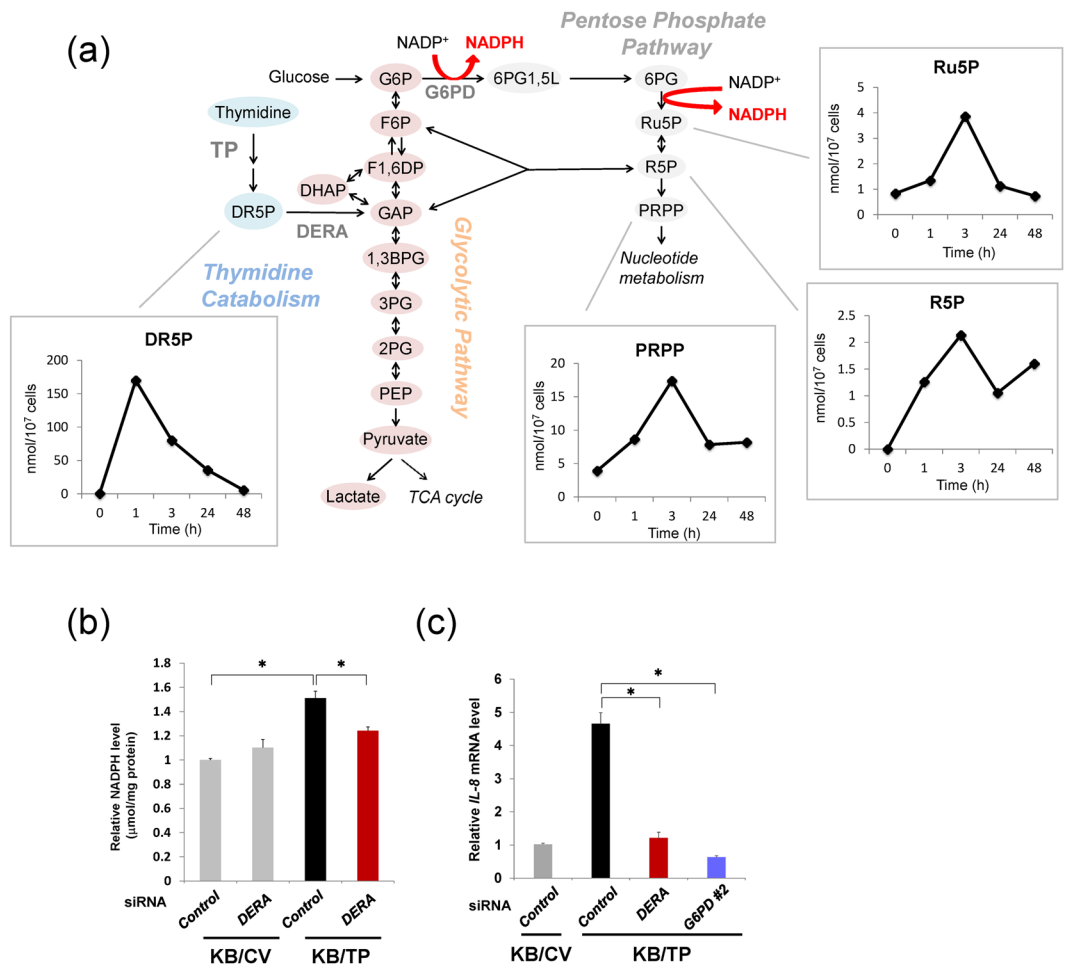 (a)
Pentose Phosphate
Pathway
NADP+
NADPH
Glucose
G6P
G6PD
6PG1,5L
6PG
NADP+
NADPH
Thymidine
TP
F6P
Ru5P
F1,6DP
DHAP
R5P
DR5P
DERA
GAP
PRPP
Thymidine
Catabolism
Glycolytic Pathway
1,3BPG
Nucleotide
metabolism
3PG
2PG
PEP
Pyruvate
Lactate
TCA cycle
Ru5P
nmol/10^7 cells
5
4
3
2
1
0
0 1 3 24 48
Time (h)
R5P
nmol/10^7 cells
2.5
2
1.5
1
0.5
0
0 1 3 24 48
Time (h)
DR5P
nmol/10^7 cells
200
150
100
50
0
0 1 3 24 48
Time (h)
PRPP
nmol/10^7 cells
20
15
10
5
0
0 1 3 24 48
Time (h)
(b)
Relative NADPH level
(μmol/mg protein)
1.8
1.6
1.4
1.2
1
0.8
0.6
0.4
0.2
0
* *
siRNA
Control DERA Control DERA
KB/CV KB/TP
(c)
Relative IL-8 mRNA level
6
5
4
3
2
1
0
*
*
siRNA
Control Control DERA G6PD #2
KB/CV KB/TP